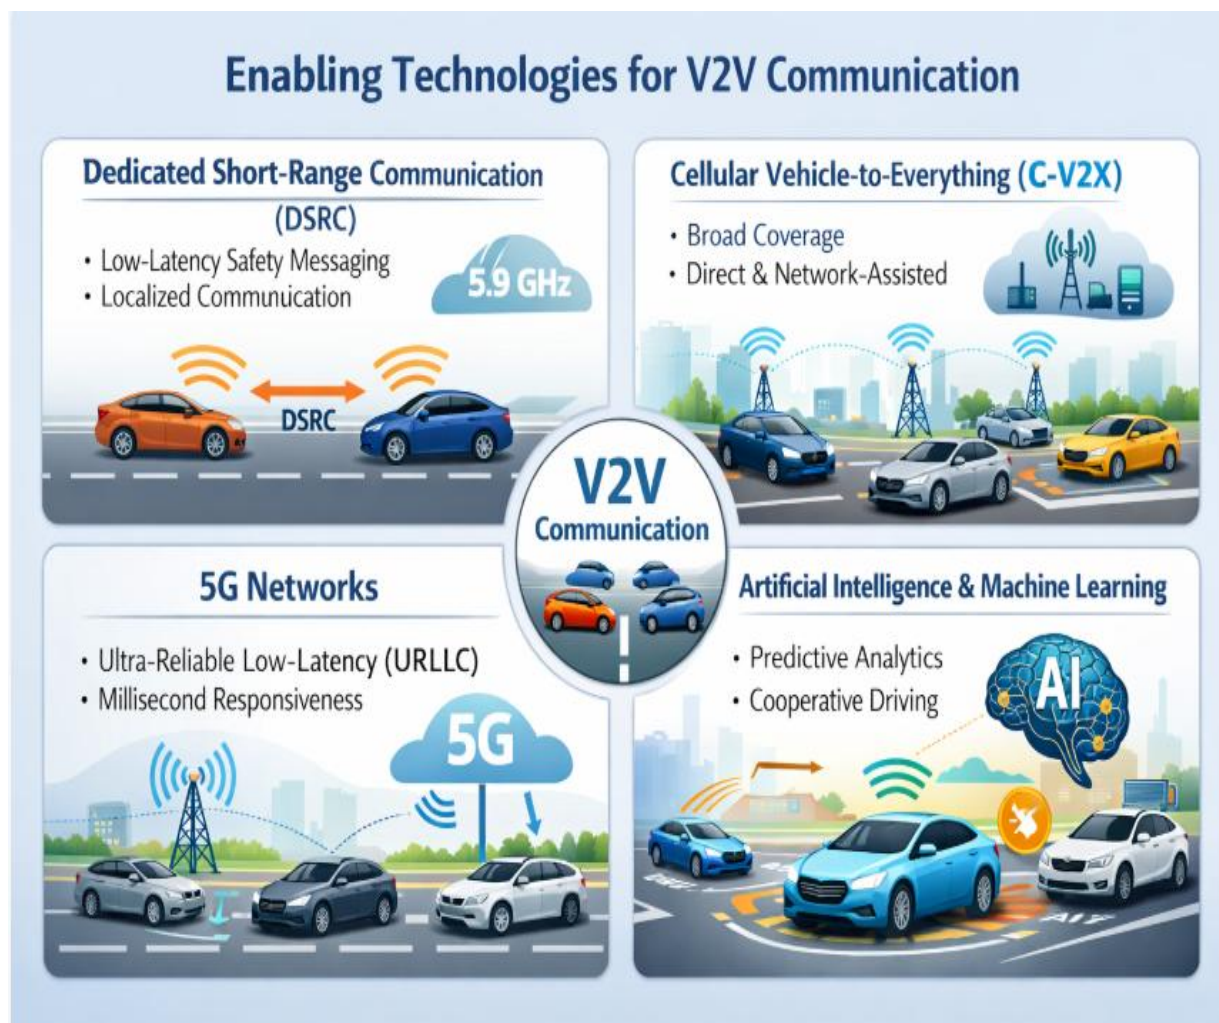 Enabling Technologies for V2V Communication
Dedicated Short-Range Communication
(DSRC)
• Low-Latency Safety Messaging
• Localized Communication
5.9 GHz
DSRC
Cellular Vehicle-to-Everything (C-V2X)
• Broad Coverage
• Direct & Network-Assisted
V2V
Communication
5G Networks
• Ultra-Reliable Low-Latency (URLLC)
• Millisecond Responsiveness
5G
Artificial Intelligence & Machine Learning
• Predictive Analytics
• Cooperative Driving
AI